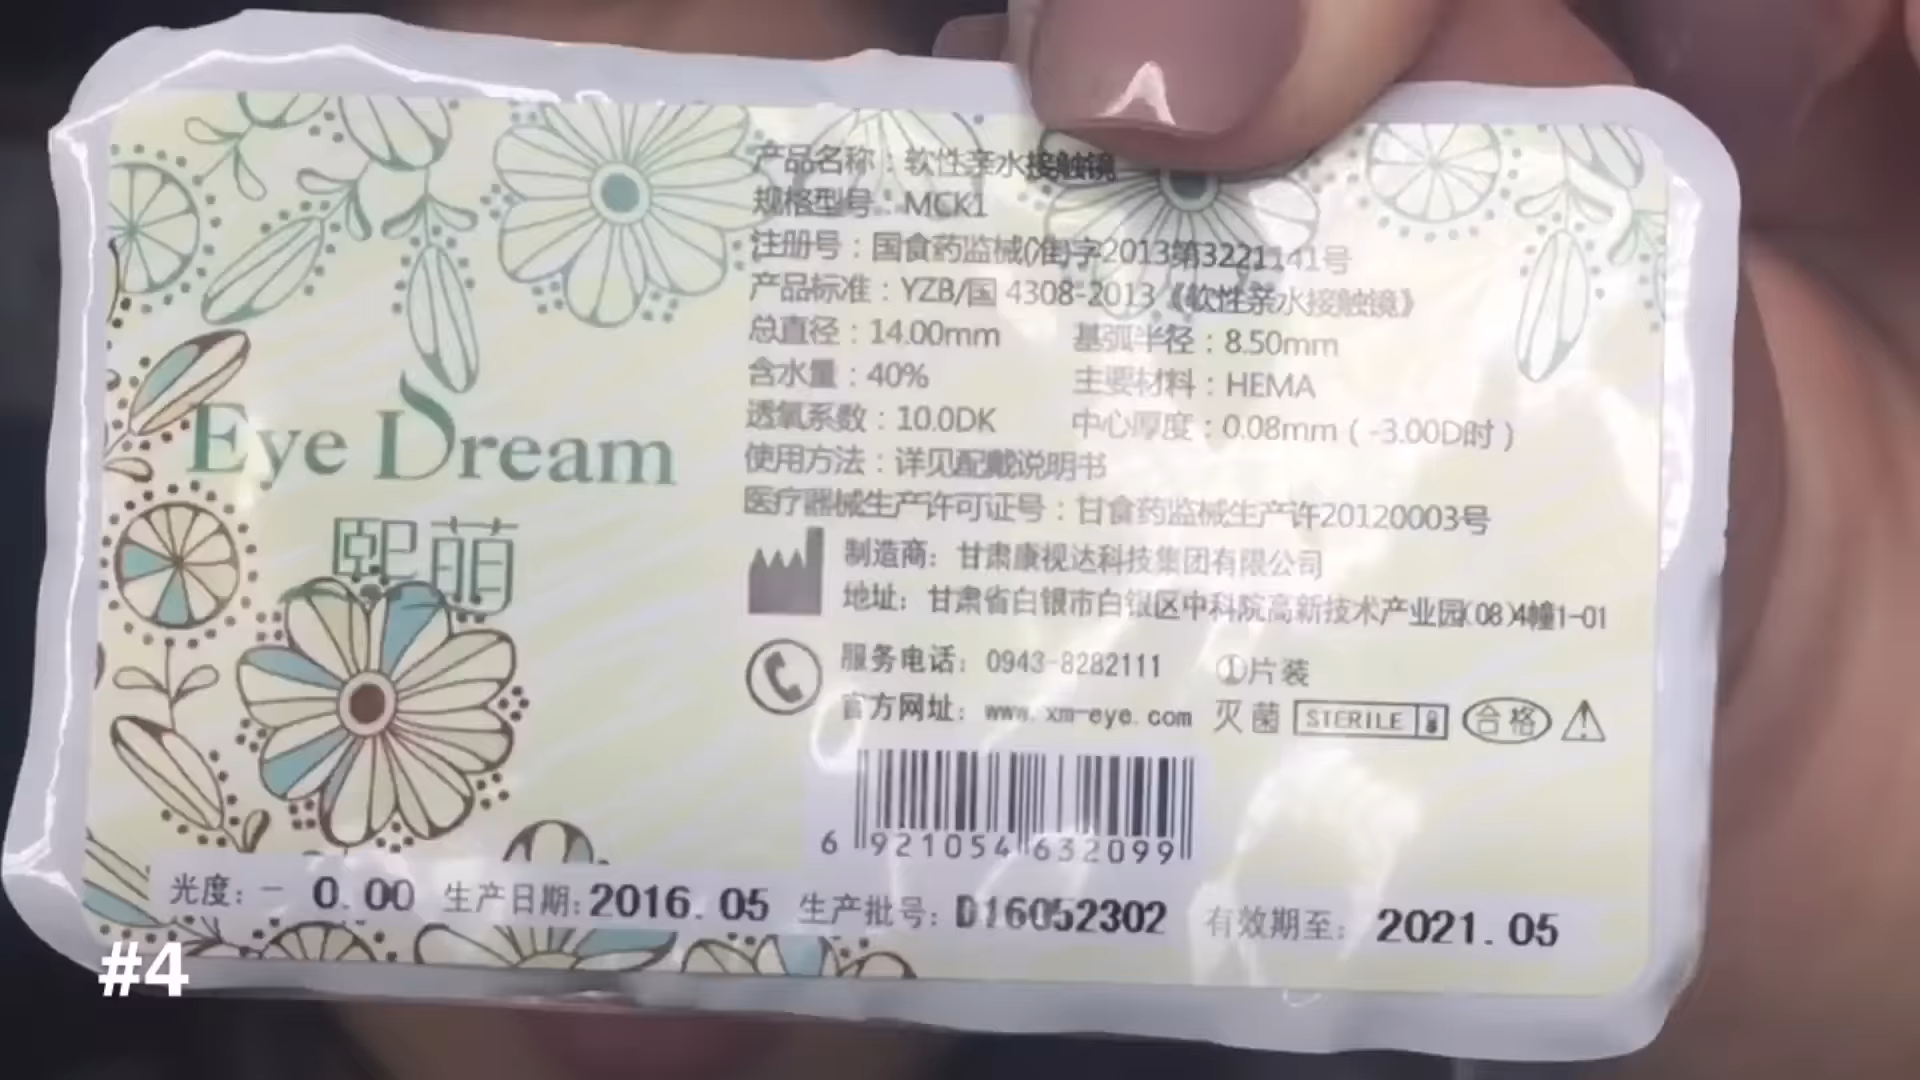 产品名称：软性亲水接触镜
规格型号：MCK1
注册号：国食药监械(准)字2013第3221141号
产品标准：YZB/国 4308-2013《软性亲水接触镜》
总直径：14.00mm 基弧半径：8.50mm
含水量：40% 主要材料：HEMA
透氧系数：10.0DK 中心厚度：0.08mm（-3.00D时）
使用方法：详见配戴说明书
医疗器械生产许可证号：甘食药监械生产许20120003号
Eye Dream
熙萌
制造商：甘肃康视达科技集团有限公司
地址：甘肃省白银市白银区中科院高新技术产业园(08)4幢1-01
服务电话：0943-8282111 ①片装
官方网址：www.xm-eye.com 灭菌 STERILE 合格
6 921054 632099
光度：- 0.00 生产日期：2016.05 生产批号：D16052302 有效期至：2021.05
#4